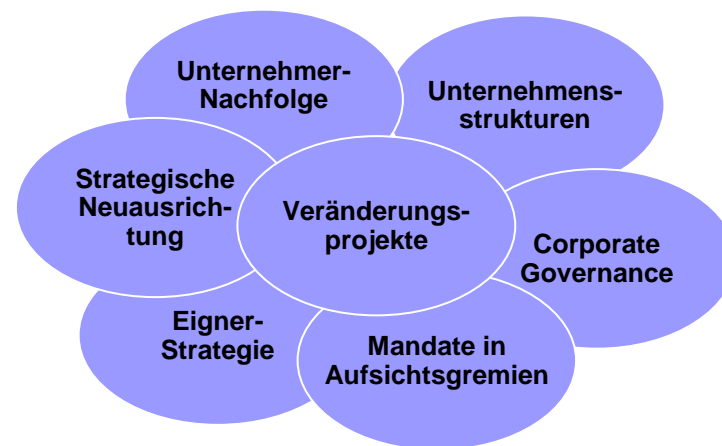 Unternehmer-
Nachfolge
Unternehmens-
strukturen
Strategische
Neuausrich-
tung
Veränderungs-
projekte
Corporate
Governance
Eigner-
Strategie
Mandate in
Aufsichtsgremien